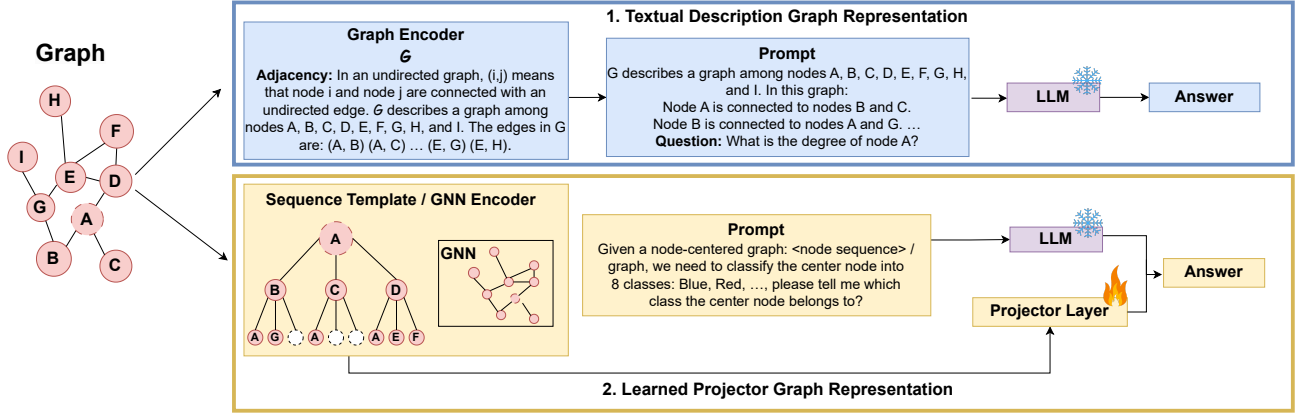 Graph
H
F
I
E
D
G
A
B
C
1. Textual Description Graph Representation
Graph Encoder
G
Adjacency: In an undirected graph, (i,j) means
that node i and node j are connected with an
undirected edge. G describes a graph among
nodes A, B, C, D, E, F, G, H, and I. The edges in G
are: (A, B) (A, C) … (E, G) (E, H).
Prompt
G describes a graph among nodes A, B, C, D, E, F, G, H,
and I. In this graph:
Node A is connected to nodes B and C.
Node B is connected to nodes A and G. …
Question: What is the degree of node A?
LLM
Answer
Sequence Template / GNN Encoder
A
B
C
D
A
G
A
A
E
F
GNN
Prompt
Given a node-centered graph: <node sequence> /
graph, we need to classify the center node into
8 classes: Blue, Red, …, please tell me which
class the center node belongs to?
LLM
Projector Layer
Answer
2. Learned Projector Graph Representation